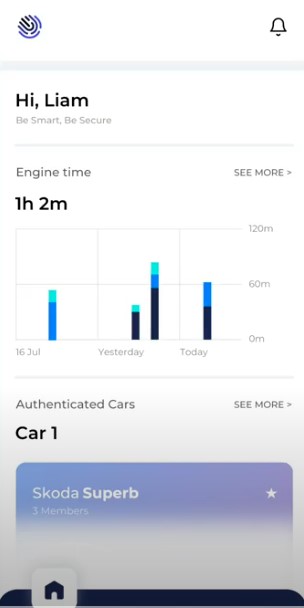 Hi, Liam
Be Smart, Be Secure
Engine time
SEE MORE >
1h 2m
120m
60m
0m
16 Jul
Yesterday
Today
Authenticated Cars
SEE MORE >
Car 1
Skoda Superb
3 Members